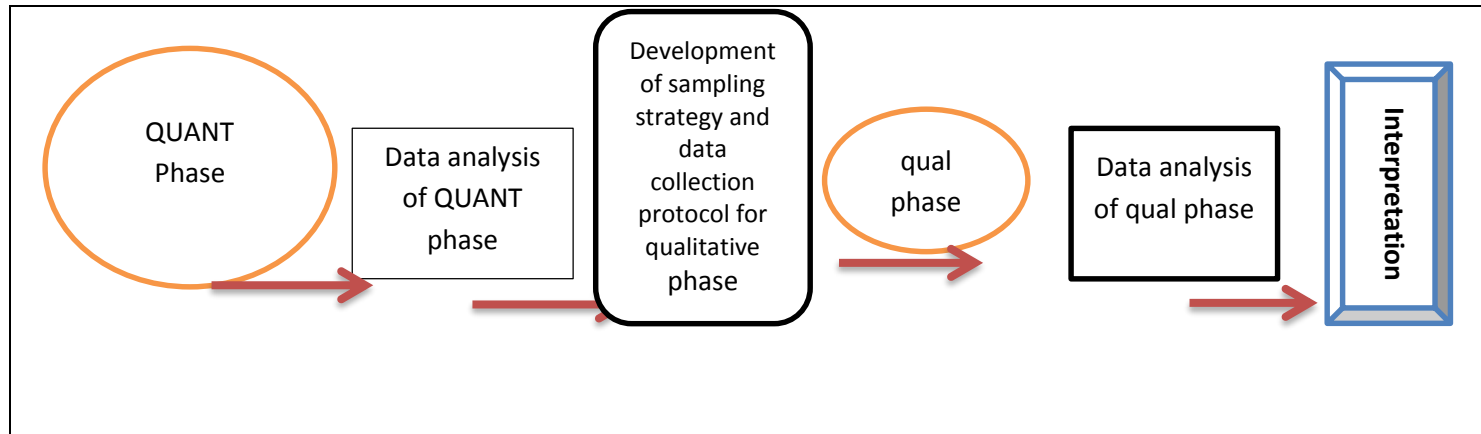 QUANT
Phase
Data analysis
of QUANT
phase
Development
of sampling
strategy and
data
collection
protocol for
qualitative
phase
qual
phase
Data analysis
of qual phase
Interpretation